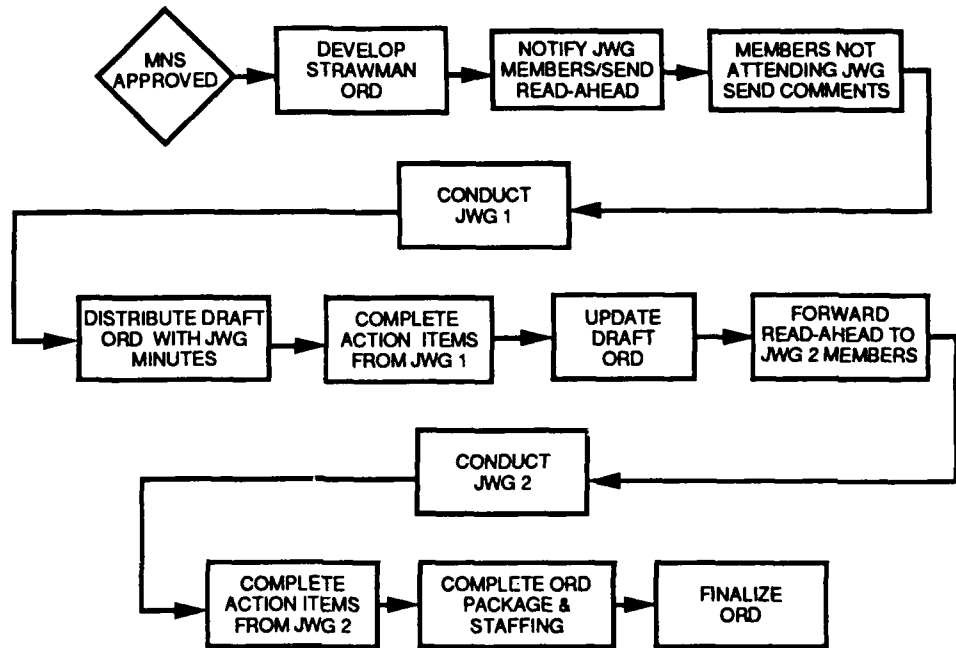 MNS
APPROVED
DEVELOP
STRAWMAN
ORD
NOTIFY JWG
MEMBERS/SEND
READ-AHEAD
MEMBERS NOT
ATTENDING JWG
SEND COMMENTS
CONDUCT
JWG 1
DISTRIBUTE DRAFT
ORD WITH JWG
MINUTES
COMPLETE
ACTION ITEMS
FROM JWG 1
UPDATE
DRAFT
ORD
FORWARD
READ-AHEAD TO
JWG 2 MEMBERS
CONDUCT
JWG 2
COMPLETE
ACTION ITEMS
FROM JWG 2
COMPLETE ORD
PACKAGE &
STAFFING
FINALIZE
ORD